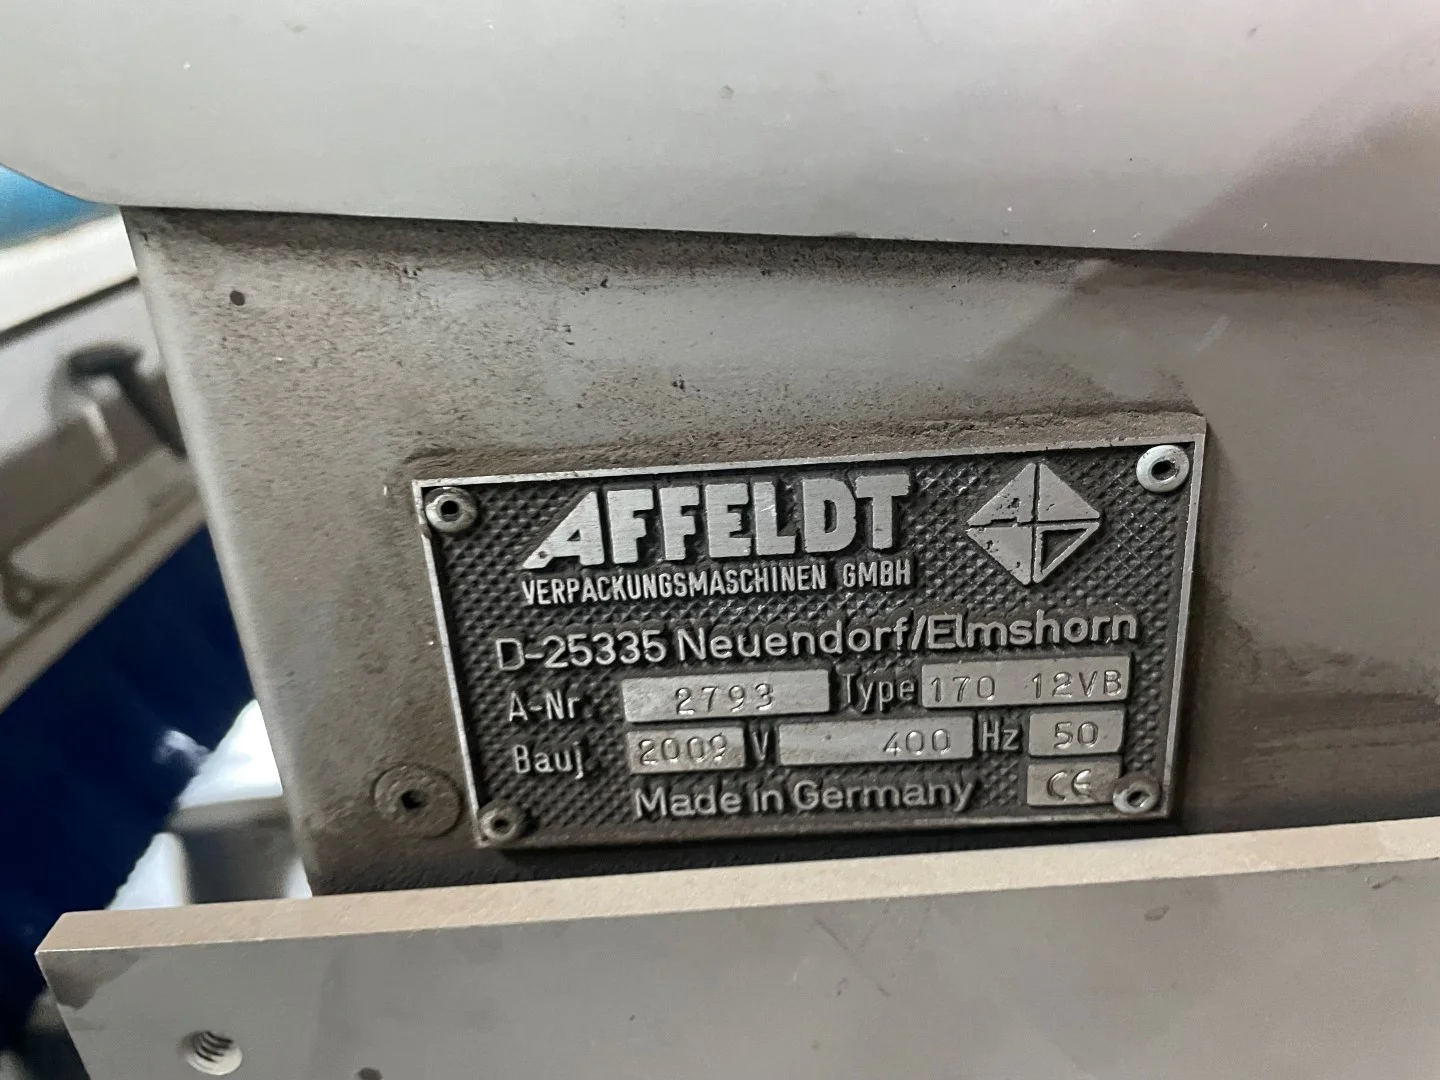 AFFELDT
VERPACKUNGSMASCHINEN GMBH
D-25335 Neuendorf/Elmshorn
A-Nr. 2793 Type 170 12VB
Bauj. 2009 V 400 Hz 50
Made in Germany CE